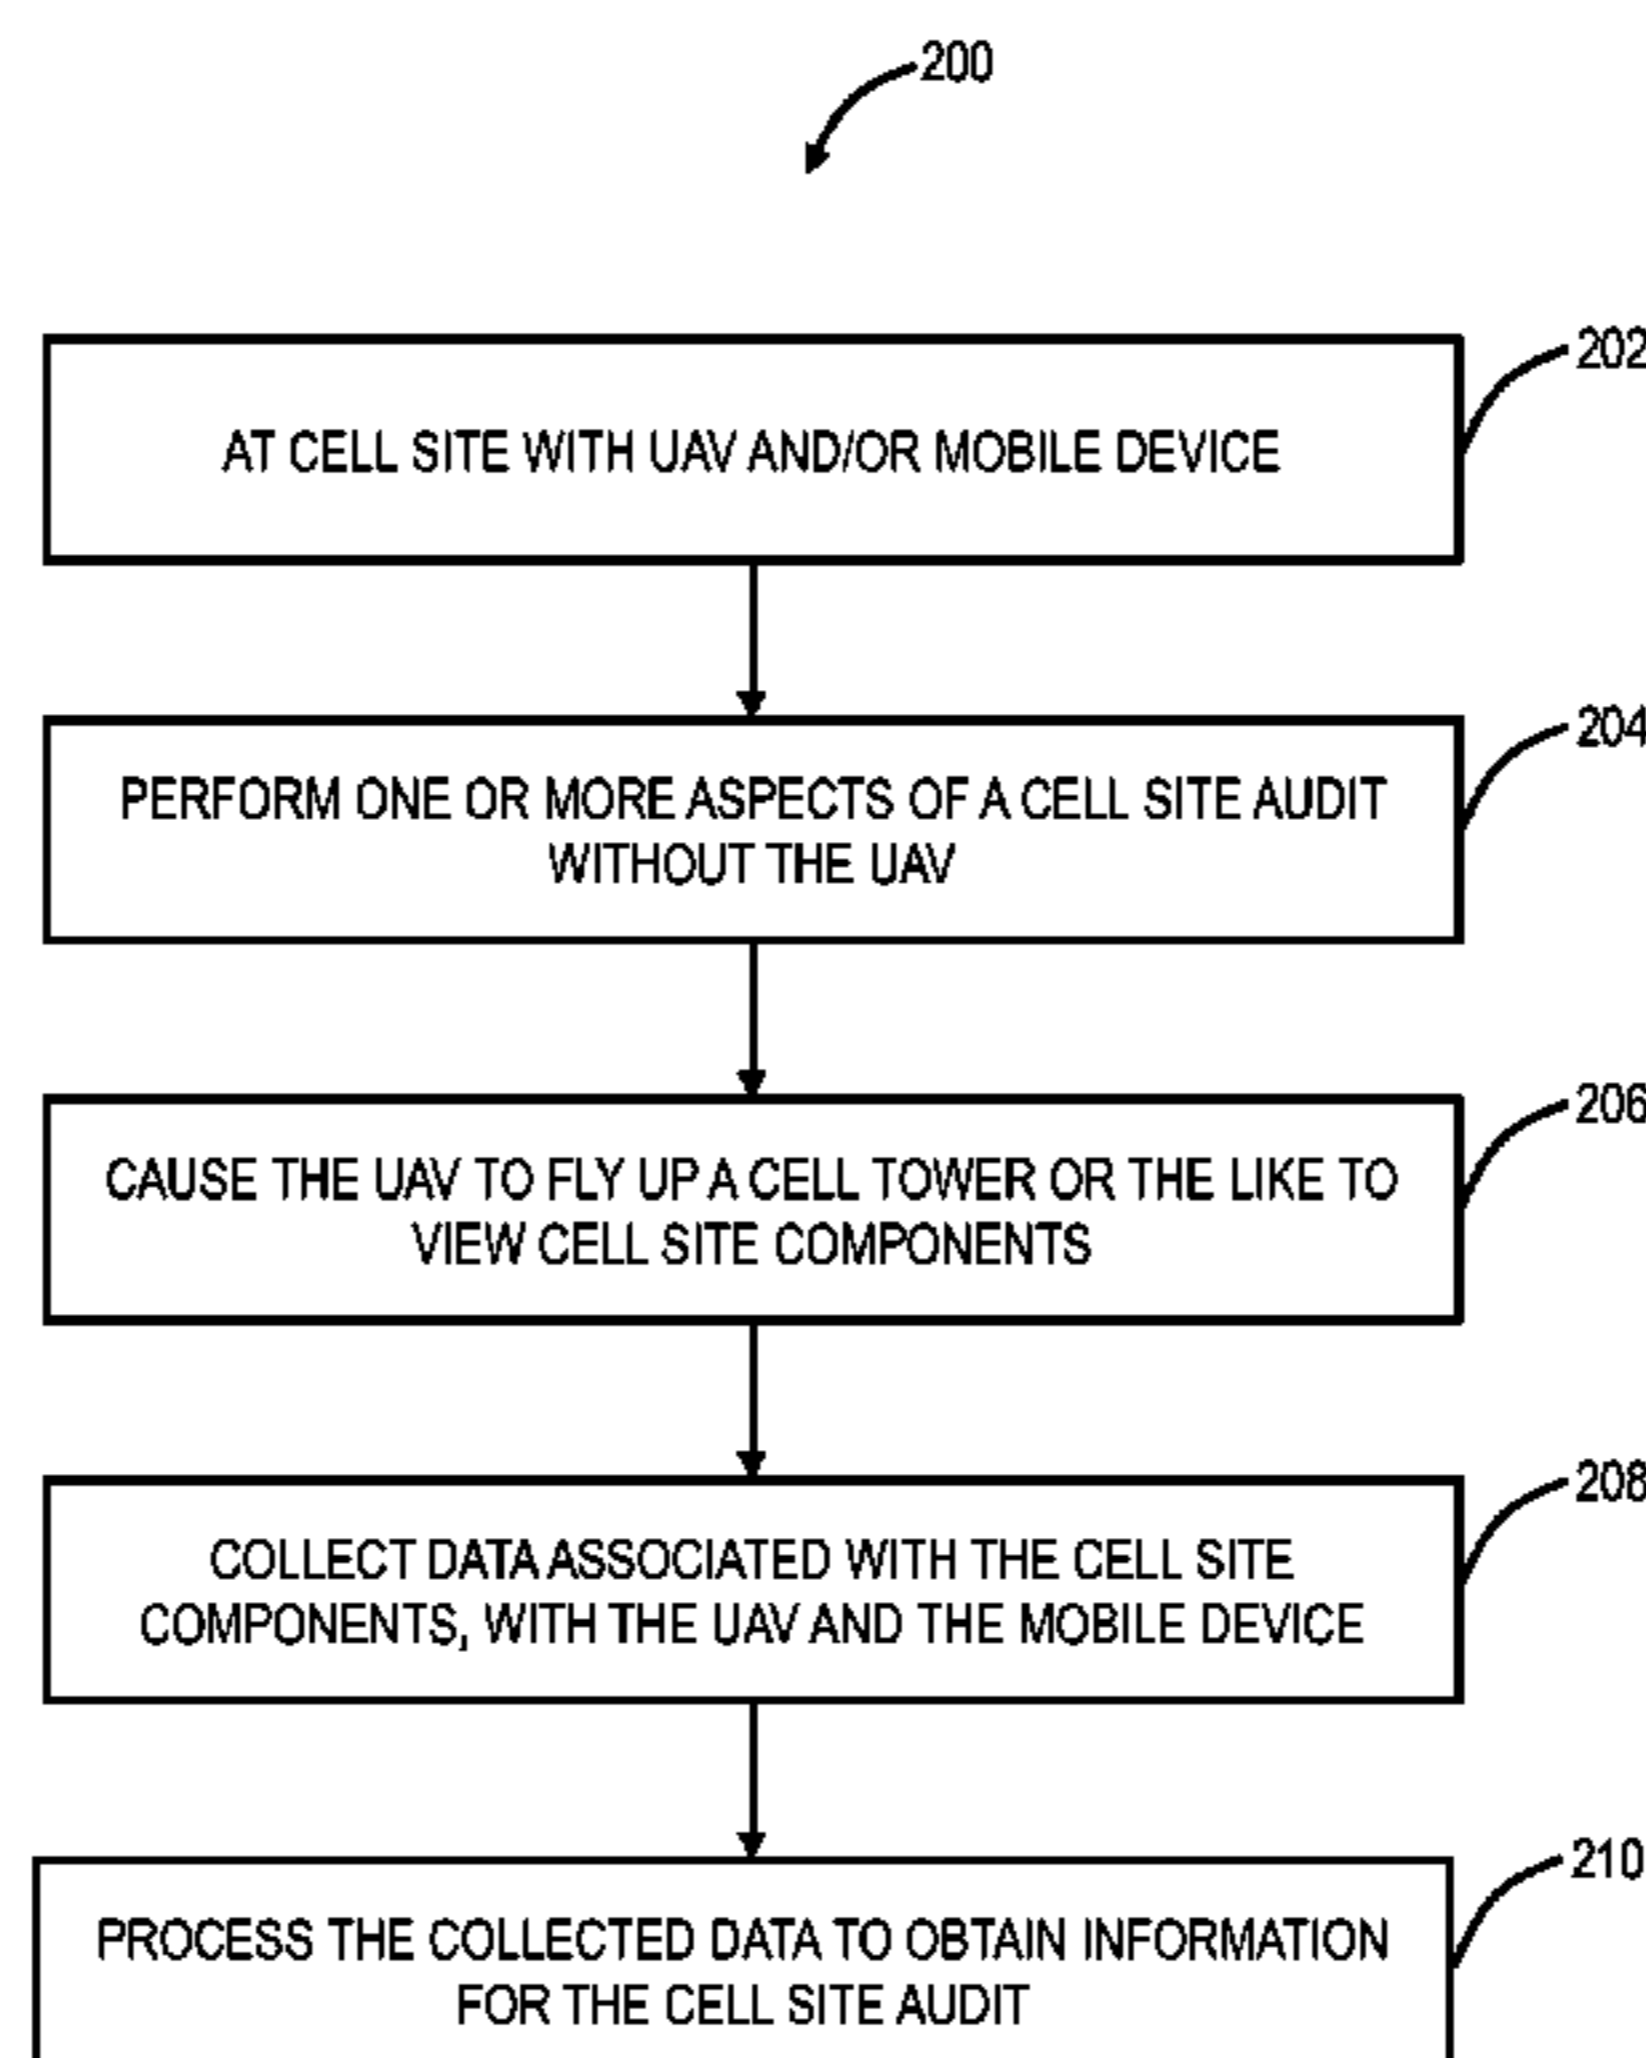 200
202
AT CELL SITE WITH UAV AND/OR MOBILE DEVICE
204
PERFORM ONE OR MORE ASPECTS OF A CELL SITE AUDIT
WITHOUT THE UAV
206
CAUSE THE UAV TO FLY UP A CELL TOWER OR THE LIKE TO
VIEW CELL SITE COMPONENTS
208
COLLECT DATA ASSOCIATED WITH THE CELL SITE
COMPONENTS, WITH THE UAV AND THE MOBILE DEVICE
210
PROCESS THE COLLECTED DATA TO OBTAIN INFORMATION
FOR THE CELL SITE AUDIT